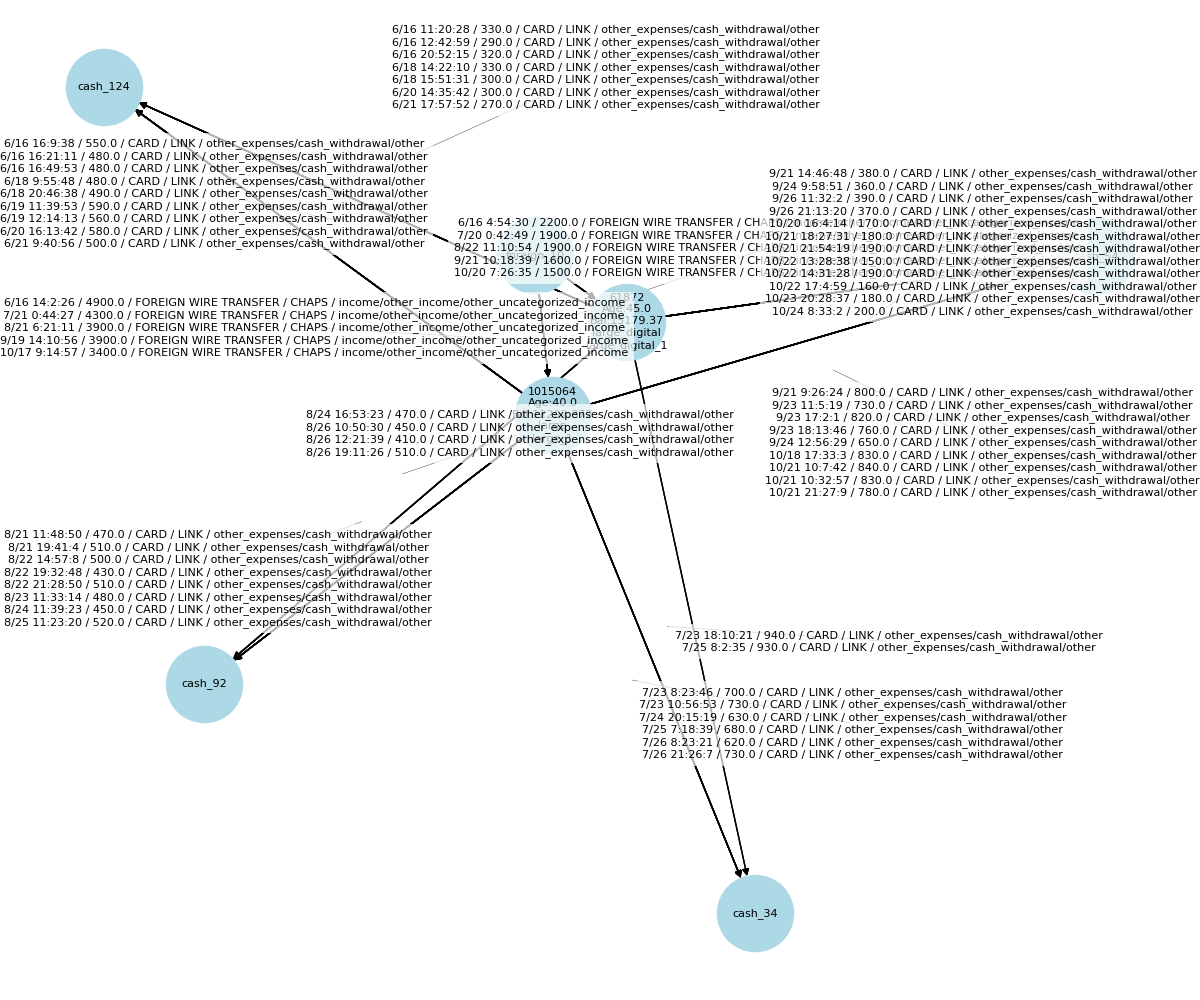 6/16 11:20:28 / 330.0 / CARD / LINK / other_expenses/cash_withdrawal/other
6/16 12:42:59 / 290.0 / CARD / LINK / other_expenses/cash_withdrawal/other
6/16 20:52:15 / 320.0 / CARD / LINK / other_expenses/cash_withdrawal/other
6/18 14:22:10 / 330.0 / CARD / LINK / other_expenses/cash_withdrawal/other
6/18 15:51:31 / 300.0 / CARD / LINK / other_expenses/cash_withdrawal/other
6/20 14:35:42 / 300.0 / CARD / LINK / other_expenses/cash_withdrawal/other
6/21 17:57:52 / 270.0 / CARD / LINK / other_expenses/cash_withdrawal/other
cash_124
6/16 16:9:38 / 550.0 / CARD / LINK / other_expenses/cash_withdrawal/other
6/16 16:21:11 / 480.0 / CARD / LINK / other_expenses/cash_withdrawal/other
6/16 16:49:53 / 480.0 / CARD / LINK / other_expenses/cash_withdrawal/other
6/18 9:55:48 / 480.0 / CARD / LINK / other_expenses/cash_withdrawal/other
6/18 20:46:38 / 490.0 / CARD / LINK / other_expenses/cash_withdrawal/other
6/19 11:39:53 / 590.0 / CARD / LINK / other_expenses/cash_withdrawal/other
6/19 12:14:13 / 560.0 / CARD / LINK / other_expenses/cash_withdrawal/other
6/20 16:13:42 / 580.0 / CARD / LINK / other_expenses/cash_withdrawal/other
6/21 9:40:56 / 500.0 / CARD / LINK / other_expenses/cash_withdrawal/other
9/21 14:46:48 / 380.0 / CARD / LINK / other_expenses/cash_withdrawal/other
9/24 9:58:51 / 360.0 / CARD / LINK / other_expenses/cash_withdrawal/other
9/26 11:32:2 / 390.0 / CARD / LINK / other_expenses/cash_withdrawal/other
9/26 21:13:20 / 370.0 / CARD / LINK / other_expenses/cash_withdrawal/other
10/20 16:4:14 / 170.0 / CARD / LINK / other_expenses/cash_withdrawal/other
10/21 18:27:31 / 180.0 / CARD / LINK / other_expenses/cash_withdrawal/other
10/21 21:54:19 / 190.0 / CARD / LINK / other_expenses/cash_withdrawal/other
10/22 13:28:38 / 150.0 / CARD / LINK / other_expenses/cash_withdrawal/other
10/22 14:31:28 / 190.0 / CARD / LINK / other_expenses/cash_withdrawal/other
10/22 17:4:59 / 160.0 / CARD / LINK / other_expenses/cash_withdrawal/other
10/23 20:28:37 / 180.0 / CARD / LINK / other_expenses/cash_withdrawal/other
10/24 8:33:2 / 200.0 / CARD / LINK / other_expenses/cash_withdrawal/other
6/16 4:54:30 / 2200.0 / FOREIGN WIRE TRANSFER /
7/20 0:42:49 / 1900.0 / FOREIGN WIRE TRANSFER /
8/22 11:10:54 / 1900.0 / FOREIGN WIRE TRANSFER /
9/21 10:18:39 / 1600.0 / FOREIGN WIRE TRANSFER /
10/20 7:26:35 / 1500.0 / FOREIGN WIRE TRANSFER /
6/16 14:2:26 / 4900.0 / FOREIGN WIRE TRANSFER / CHAPS / income/other_income/other_uncategorized_income
7/21 0:44:27 / 4300.0 / FOREIGN WIRE TRANSFER / CHAPS / income/other_income/other_uncategorized_income
8/21 6:21:11 / 3900.0 / FOREIGN WIRE TRANSFER / CHAPS / income/other_income/other_uncategorized_income
9/19 14:10:56 / 3900.0 / FOREIGN WIRE TRANSFER / CHAPS / income/other_income/other_uncategorized_income
10/17 9:14:57 / 3400.0 / FOREIGN WIRE TRANSFER / CHAPS / income/other_income/other_uncategorized_income
1015064
Age:40.0
8/24 16:53:23 / 470.0 / CARD / LINK / other_expenses/cash_withdrawal/other
8/26 10:50:30 / 450.0 / CARD / LINK / other_expenses/cash_withdrawal/other
8/26 12:21:39 / 410.0 / CARD / LINK / other_expenses/cash_withdrawal/other
8/26 19:11:26 / 510.0 / CARD / LINK / other_expenses/cash_withdrawal/other
9/21 9:26:24 / 800.0 / CARD / LINK / other_expenses/cash_withdrawal/other
9/23 11:5:19 / 730.0 / CARD / LINK / other_expenses/cash_withdrawal/other
9/23 17:2:1 / 820.0 / CARD / LINK / other_expenses/cash_withdrawal/other
9/23 18:13:46 / 760.0 / CARD / LINK / other_expenses/cash_withdrawal/other
9/24 12:56:29 / 650.0 / CARD / LINK / other_expenses/cash_withdrawal/other
10/18 17:33:3 / 830.0 / CARD / LINK / other_expenses/cash_withdrawal/other
10/21 10:7:42 / 840.0 / CARD / LINK / other_expenses/cash_withdrawal/other
10/21 10:32:57 / 830.0 / CARD / LINK / other_expenses/cash_withdrawal/other
10/21 21:27:9 / 780.0 / CARD / LINK / other_expenses/cash_withdrawal/other
8/21 11:48:50 / 470.0 / CARD / LINK / other_expenses/cash_withdrawal/other
8/21 19:41:4 / 510.0 / CARD / LINK / other_expenses/cash_withdrawal/other
8/22 14:57:8 / 500.0 / CARD / LINK / other_expenses/cash_withdrawal/other
8/22 19:32:48 / 430.0 / CARD / LINK / other_expenses/cash_withdrawal/other
8/22 21:28:50 / 510.0 / CARD / LINK / other_expenses/cash_withdrawal/other
8/23 11:33:14 / 480.0 / CARD / LINK / other_expenses/cash_withdrawal/other
8/24 11:39:23 / 450.0 / CARD / LINK / other_expenses/cash_withdrawal/other
8/25 11:23:20 / 520.0 / CARD / LINK / other_expenses/cash_withdrawal/other
cash_92
7/23 18:10:21 / 940.0 / CARD / LINK / other_expenses/cash_withdrawal/other
7/25 8:2:35 / 930.0 / CARD / LINK / other_expenses/cash_withdrawal/other
7/23 8:23:46 / 700.0 / CARD / LINK / other_expenses/cash_withdrawal/other
7/23 10:56:53 / 730.0 / CARD / LINK / other_expenses/cash_withdrawal/other
7/24 20:15:19 / 630.0 / CARD / LINK / other_expenses/cash_withdrawal/other
7/25 7:18:39 / 680.0 / CARD / LINK / other_expenses/cash_withdrawal/other
7/26 8:23:21 / 620.0 / CARD / LINK / other_expenses/cash_withdrawal/other
7/26 21:26:7 / 730.0 / CARD / LINK / other_expenses/cash_withdrawal/other
cash_34